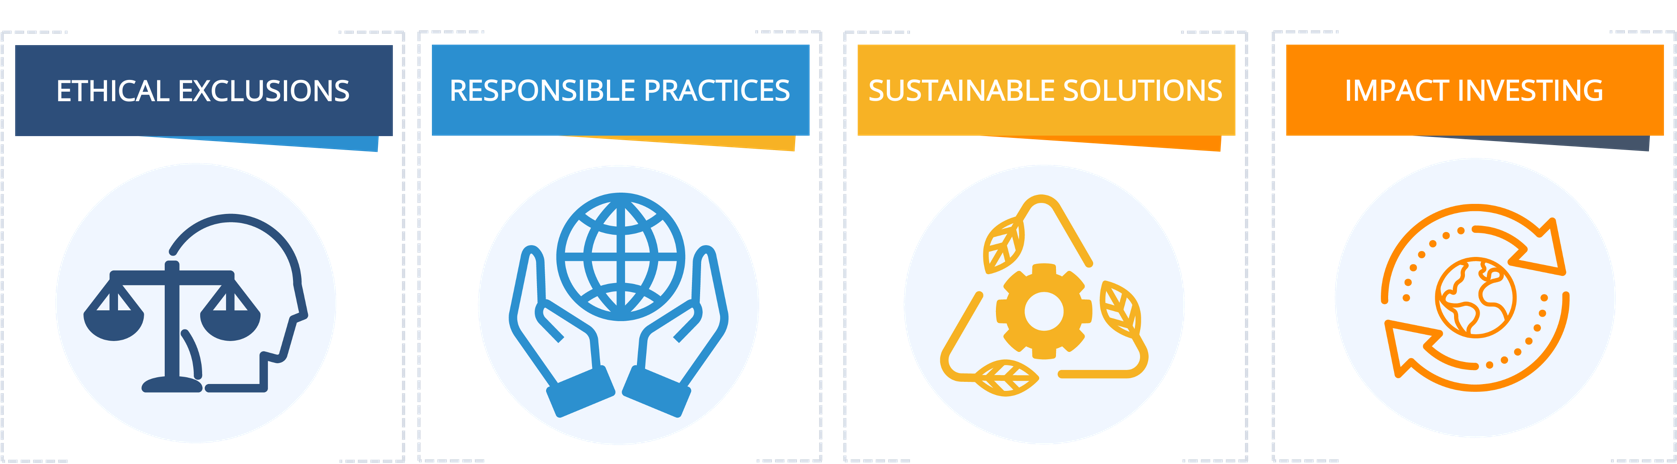 ETHICAL EXCLUSIONS
RESPONSIBLE PRACTICES
SUSTAINABLE SOLUTIONS
IMPACT INVESTING